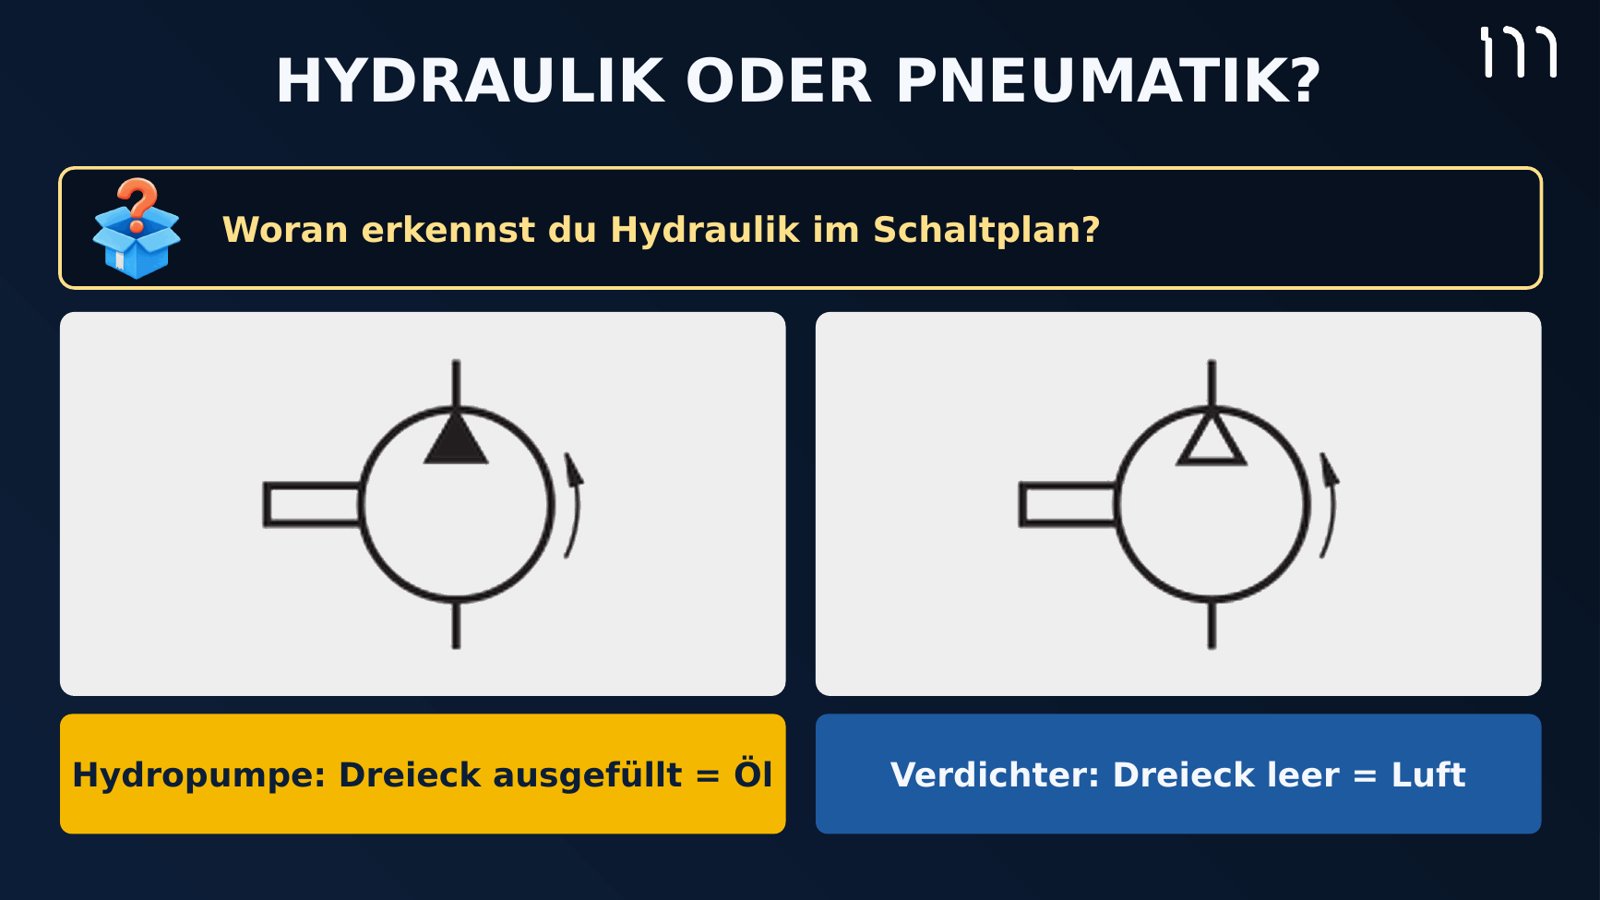 HYDRAULIK ODER PNEUMATIK?
Woran erkennst du Hydraulik im Schaltplan?
Hydropumpe: Dreieck ausgefüllt = Öl
Verdichter: Dreieck leer = Luft